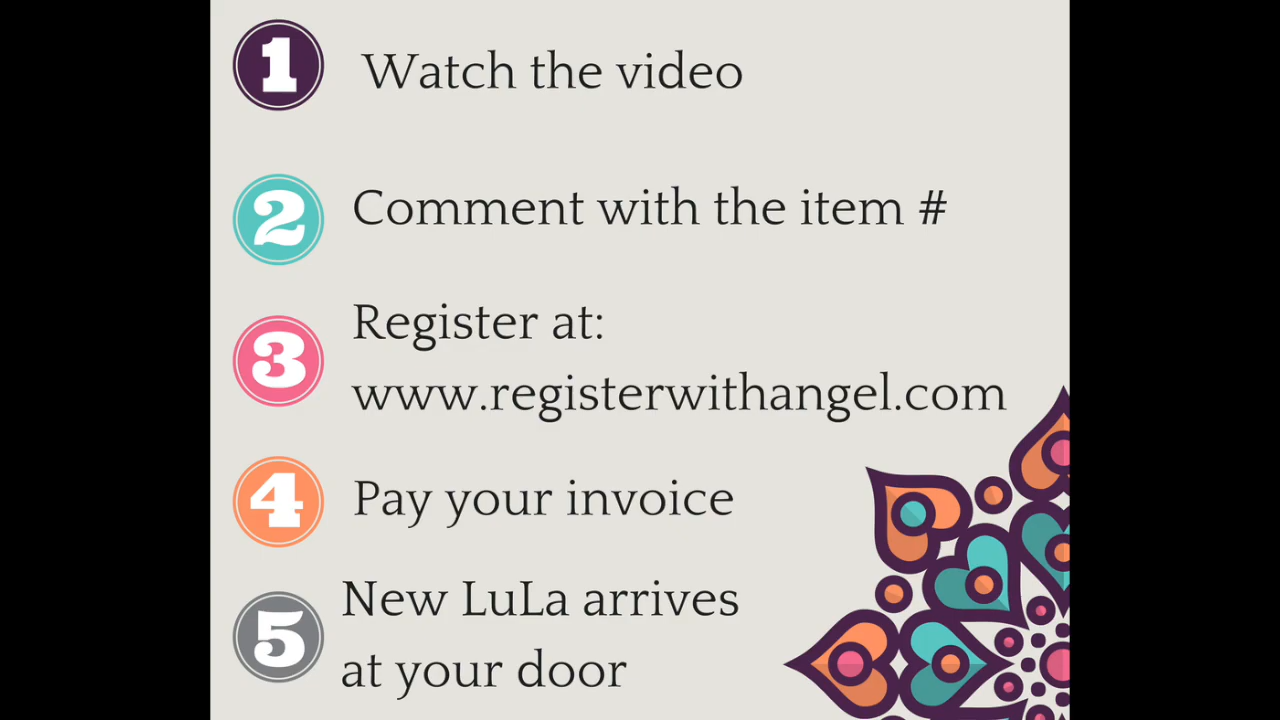 1 Watch the video
2 Comment with the item #
3 Register at:
www.registerwithangel.com
4 Pay your invoice
5 New LuLa arrives
at your door